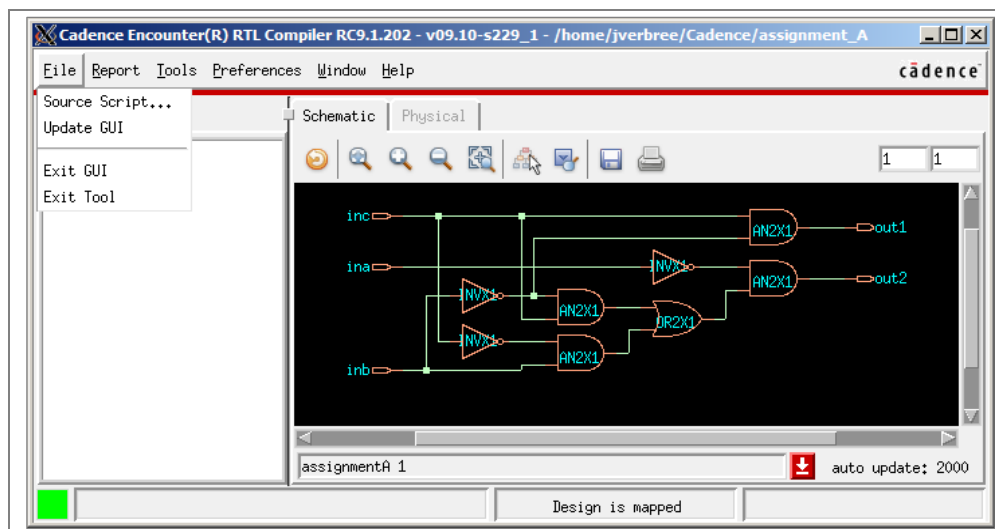 Cadence Encounter(R) RTL Compiler RC9.1.202 - v09.10-s229_1 - /home/jverbree/Cadence/assignment_A
File Report Tools Preferences Window Help
cādence
Source Script...
Update GUI
Exit GUI
Exit Tool
Schematic Physical
1 1
inc
AN2X1
out1
ina
INVX1
AN2X1
out2
INVX1
AN2X1
OR2X1
INVX1
AN2X1
inb
assignmentA 1
auto update: 2000
Design is mapped